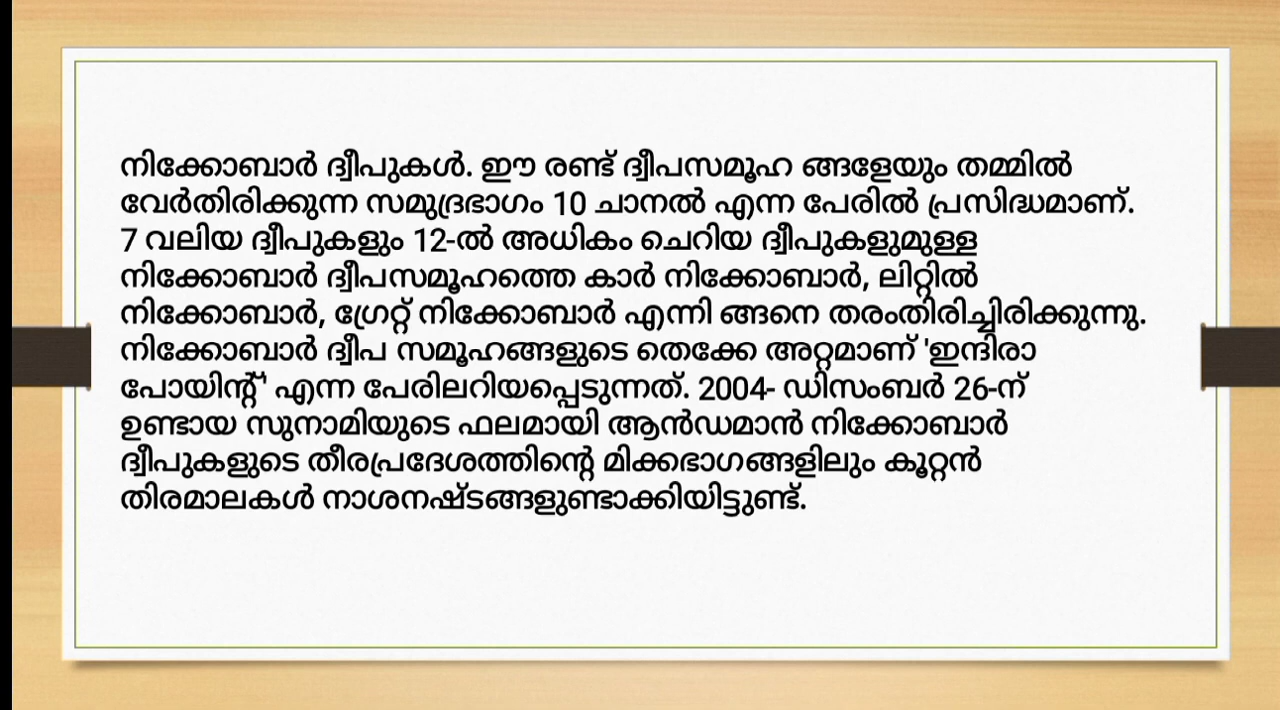 നിക്കോബാർ ദ്വീപുകൾ. ഈ രണ്ട് ദ്വീപസമൂഹ ങ്ങളേയും തമ്മിൽ
വേർതിരിക്കുന്ന സമുദ്രഭാഗം 10 ചാനൽ എന്ന പേരിൽ പ്രസിദ്ധമാണ്.
7 വലിയ ദ്വീപുകളും 12-ൽ അധികം ചെറിയ ദ്വീപുകളുമുള്ള
നിക്കോബാർ ദ്വീപസമൂഹത്തെ കാർ നിക്കോബാർ, ലിറ്റിൽ
നിക്കോബാർ, ഗ്രേറ്റ് നിക്കോബാർ എന്നി ങ്ങനെ തരംതിരിച്ചിരിക്കുന്നു.
നിക്കോബാർ ദ്വീപ സമൂഹങ്ങളുടെ തെക്കേ അറ്റമാണ് 'ഇന്ദിരാ
പോയിന്റ്' എന്ന പേരിലറിയപ്പെടുന്നത്. 2004- ഡിസംബർ 26-ന്
ഉണ്ടായ സുനാമിയുടെ ഫലമായി ആൻഡമാൻ നിക്കോബാർ
ദ്വീപുകളുടെ തീരപ്രദേശത്തിന്റെ മിക്കഭാഗങ്ങളിലും കൂറ്റൻ
തിരമാലകൾ നാശനഷ്ടങ്ങളുണ്ടാക്കിയിട്ടുണ്ട്.